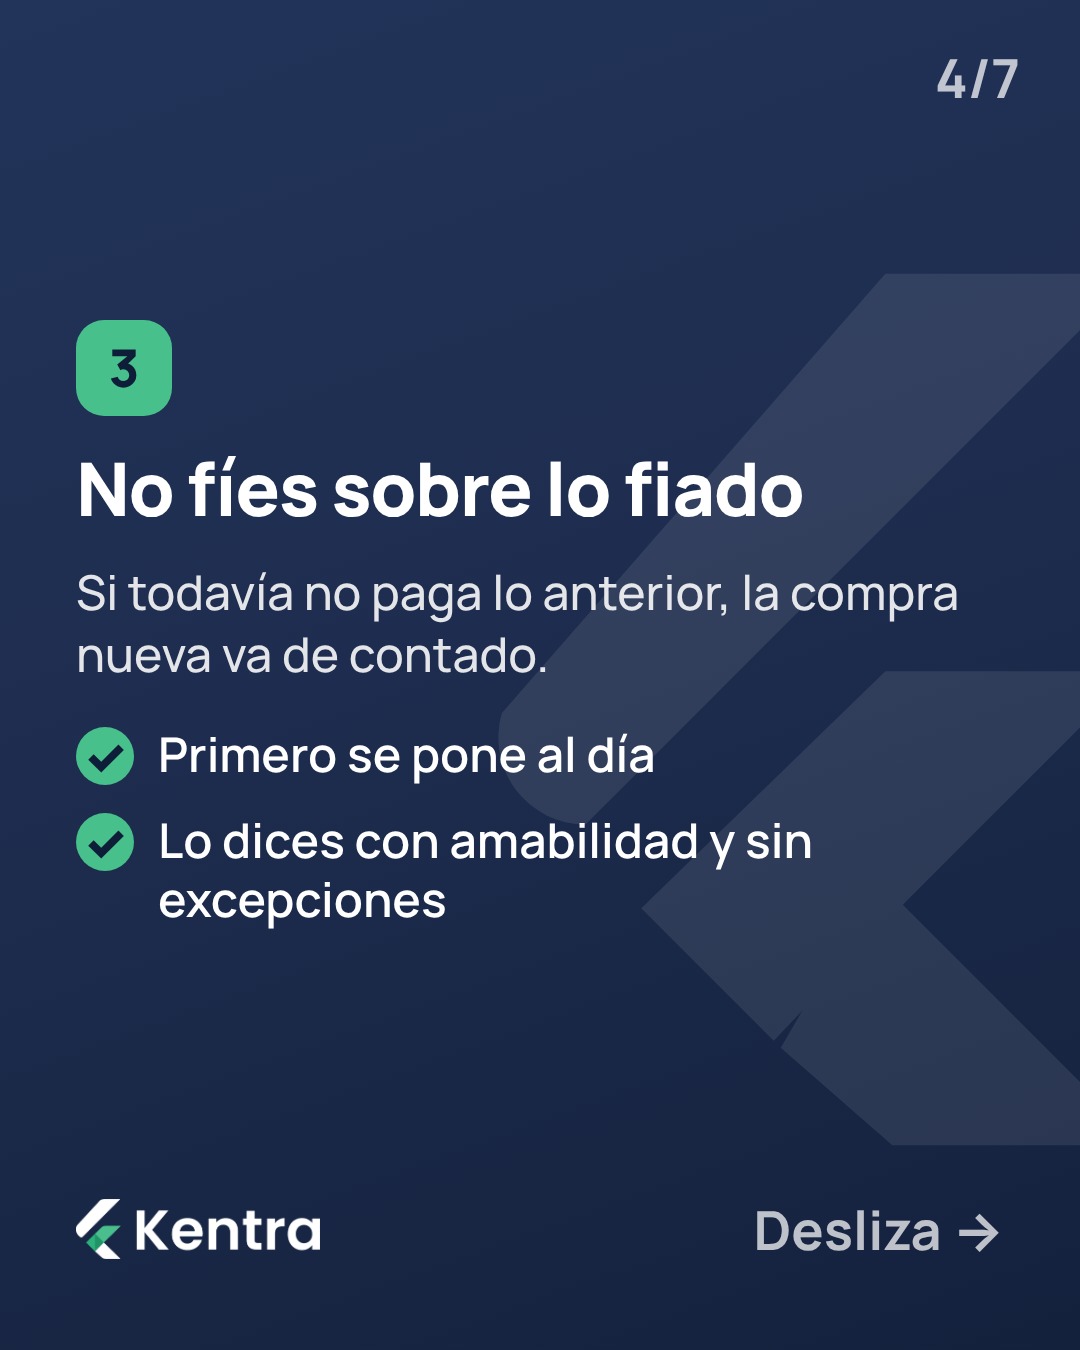 4/7
3
No fíes sobre lo fiado
Si todavía no paga lo anterior, la compra
nueva va de contado.
Primero se pone al día
Lo dices con amabilidad y sin
excepciones
Kentra
Desliza →